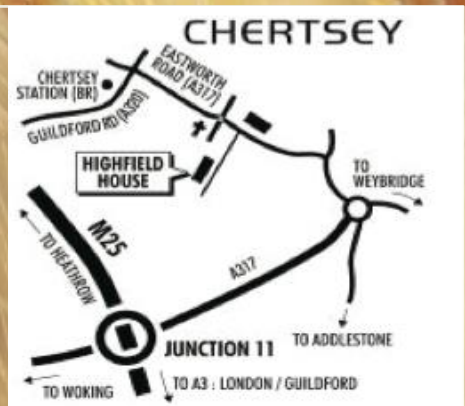 CHERTSEY
EASTWORTH
ROAD (A317)
CHERTSEY
STATION (BR)
GUILDFORD RD (A320)
HIGHFIELD
HOUSE
TO
WEYBRIDGE
M25
TO HEATHROW
A317
JUNCTION 11
TO ADDLESTONE
TO WOKING
TO A3 : LONDON / GUILDFORD